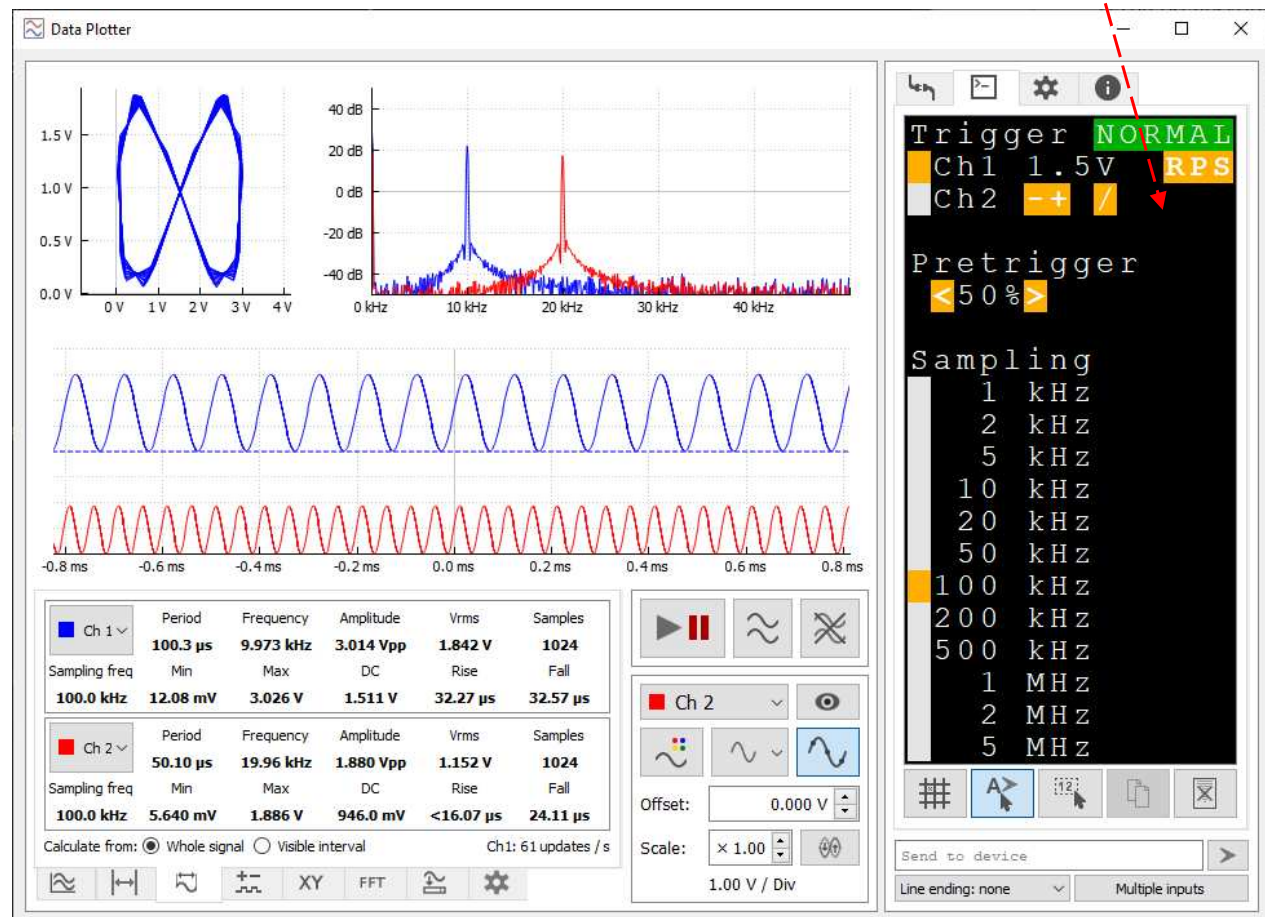 Data Plotter
40 dB
20 dB
0 dB
-20 dB
-40 dB
1.5 V
1.0 V
0.5 V
0.0 V
0 V 1 V 2 V 3 V 4 V
0 kHz 10 kHz 20 kHz 30 kHz 40 kHz
-0.8 ms -0.6 ms -0.4 ms -0.2 ms 0.0 ms 0.2 ms 0.4 ms 0.6 ms 0.8 ms
Ch 1 Period Frequency Amplitude Vrms Samples
100.3 µs 9.973 kHz 3.014 Vpp 1.842 V 1024
Sampling freq Min Max DC Rise Fall
100.0 kHz 12.08 mV 3.026 V 1.511 V 32.27 µs 32.57 µs
Ch 2 Period Frequency Amplitude Vrms Samples
50.10 µs 19.96 kHz 1.880 Vpp 1.152 V 1024
Sampling freq Min Max DC Rise Fall
100.0 kHz 5.640 mV 1.886 V 946.0 mV <16.07 µs 24.11 µs
Calculate from: Whole signal Visible interval Ch1: 61 updates / s
XY FFT
Ch 2
Offset: 0.000 V
Scale: × 1.00
1.00 V / Div
Trigger NORMAL
Ch1 1.5V RPS
Ch2 -+ /
Pretrigger
<50%>
Sampling
1 kHz
2 kHz
5 kHz
10 kHz
20 kHz
50 kHz
100 kHz
200 kHz
500 kHz
1 MHz
2 MHz
5 MHz
A
12
Send to device
Line ending: none Multiple inputs